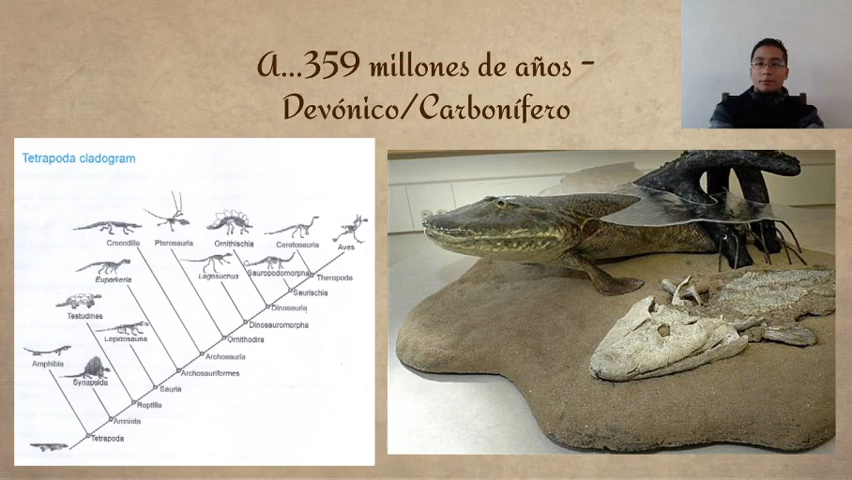 A...359 millones de años -
Devónico/Carbonífero
Tetrapoda cladogram
Crocodilia
Pterosauria
Ornithischia
Ceratosauria
Aves
Euparkeria
Lagosuchus
Sauropodomorpha
Theropoda
Saurischia
Testudines
Dinosauria
Lepidosauria
Dinosauromorpha
Ornithodira
Amphibia
Archosauria
Synapsida
Archosauriformes
Sauria
Reptilia
Amniota
Tetrapoda